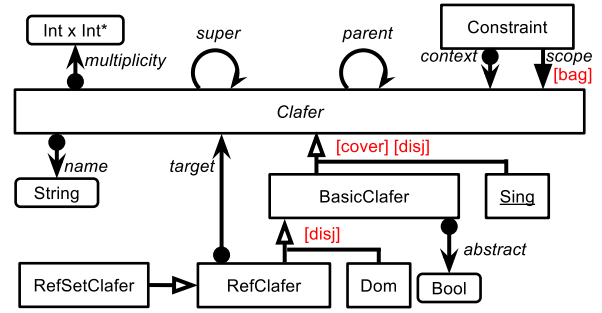 Int x Int*
multiplicity
super
parent
Constraint
context
scope
[bag]
Clafer
name
String
target
[cover] [disj]
BasicClafer
Sing
[disj]
abstract
RefSetClafer
RefClafer
Dom
Bool